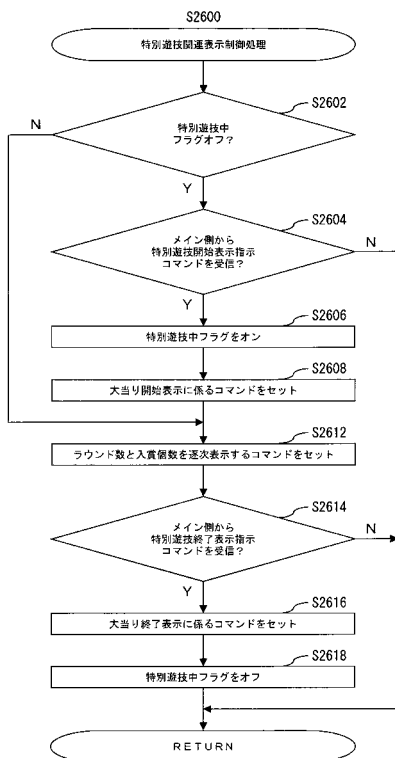 S2600
特別遊技関連表示制御処理
S2602
特別遊技中
フラグオフ？
N
Y
S2604
メイン側から
特別遊技開始表示指示
コマンドを受信？
N
Y
S2606
特別遊技中フラグをオン
S2608
大当り開始表示に係るコマンドをセット
S2612
ラウンド数と入賞個数を逐次表示するコマンドをセット
S2614
メイン側から
特別遊技終了表示指示
コマンドを受信？
N
Y
S2616
大当り終了表示に係るコマンドをセット
S2618
特別遊技中フラグをオフ
RETURN